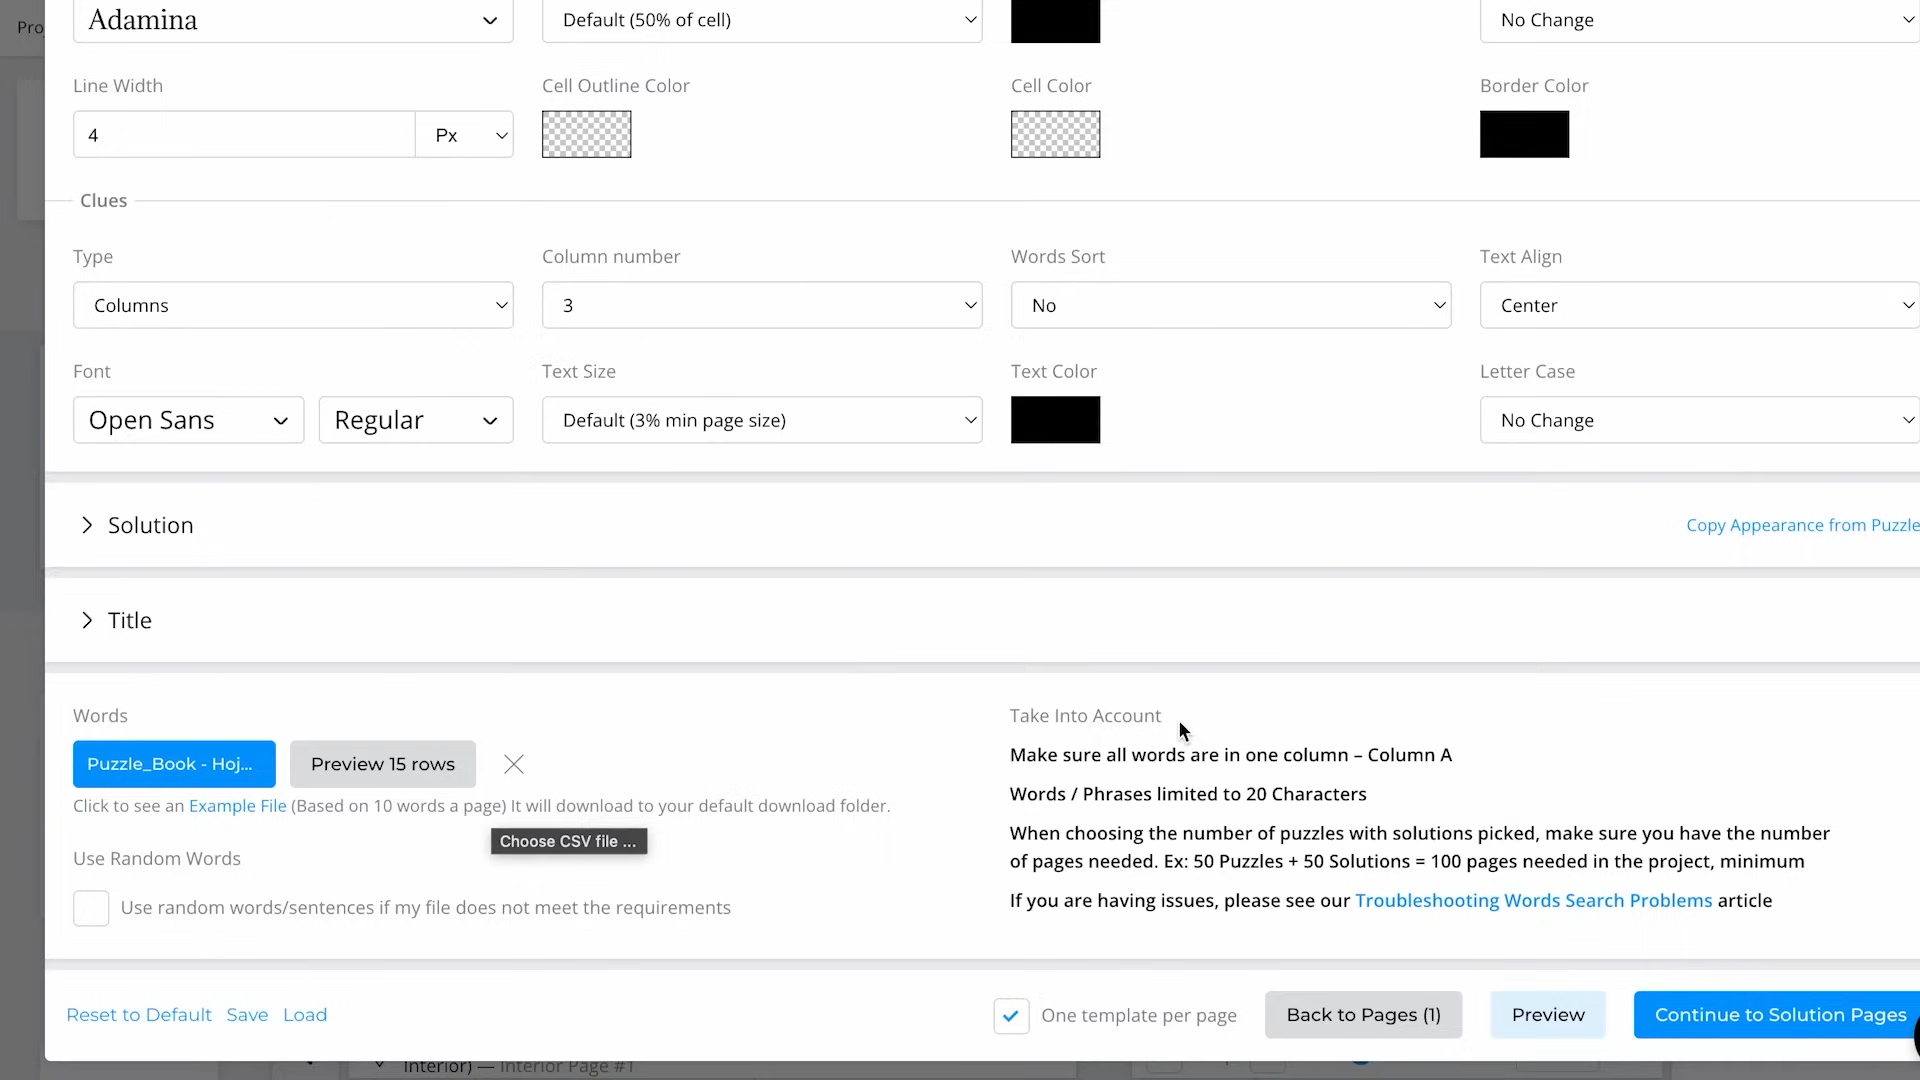 Proj
Adamina
Default (50% of cell)
No Change
Line Width
Cell Outline Color
Cell Color
Border Color
4
Px
Clues
Type
Column number
Words Sort
Text Align
Columns
3
No
Center
Font
Text Size
Text Color
Letter Case
Open Sans
Regular
Default (3% min page size)
No Change
Solution
Copy Appearance from Puzzle
Title
Words
Take Into Account
Puzzle_Book - Hoj...
Preview 15 rows
Make sure all words are in one column – Column A
Click to see an Example File (Based on 10 words a page) It will download to your default download folder.
Words / Phrases limited to 20 Characters
Choose CSV file ...
When choosing the number of puzzles with solutions picked, make sure you have the number
of pages needed. Ex: 50 Puzzles + 50 Solutions = 100 pages needed in the project, minimum
Use Random Words
Use random words/sentences if my file does not meet the requirements
If you are having issues, please see our Troubleshooting Words Search Problems article
Reset to Default
Save
Load
One template per page
Back to Pages (1)
Preview
Continue to Solution Pages
Interior) — Interior Page #1